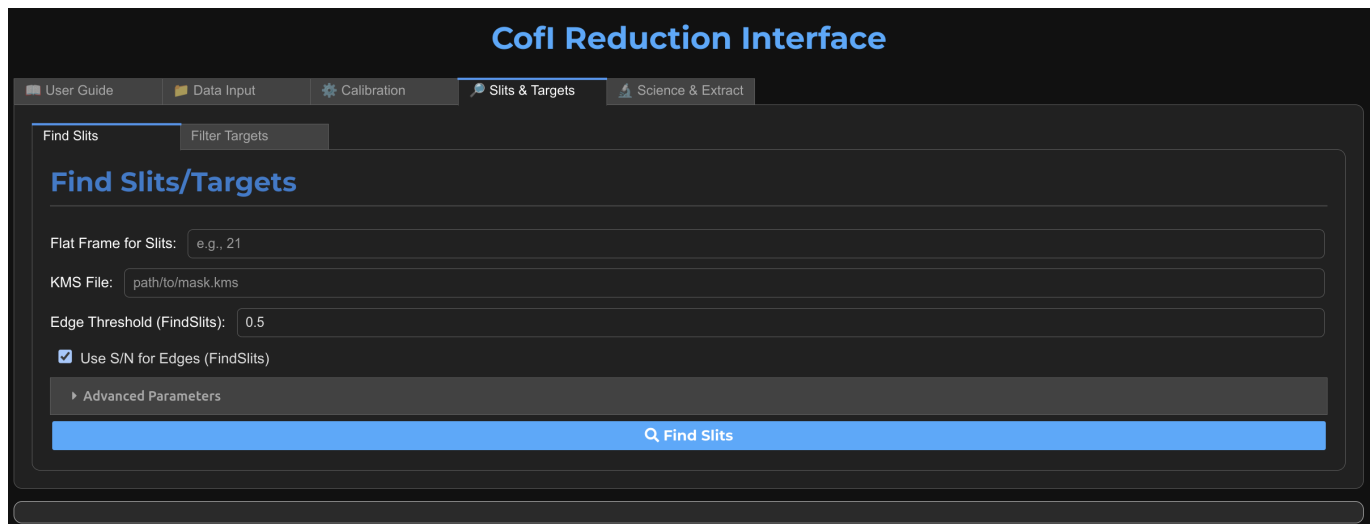 CofI Reduction Interface
User Guide
Data Input
Calibration
Slits & Targets
Science & Extract
Find Slits
Filter Targets
Find Slits/Targets
Flat Frame for Slits: e.g., 21
KMS File: path/to/mask.kms
Edge Threshold (FindSlits): 0.5
Use S/N for Edges (FindSlits)
Advanced Parameters
Find Slits